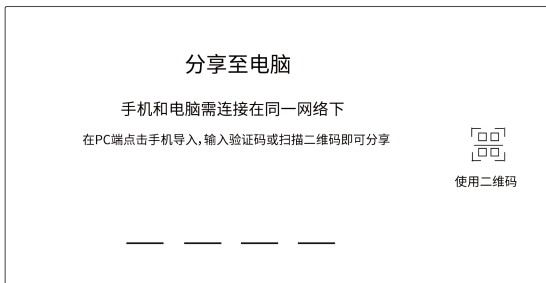 分享至电脑
手机和电脑需连接在同一网络下
在PC端点击手机导入,输入验证码或扫描二维码即可分享
使用二维码